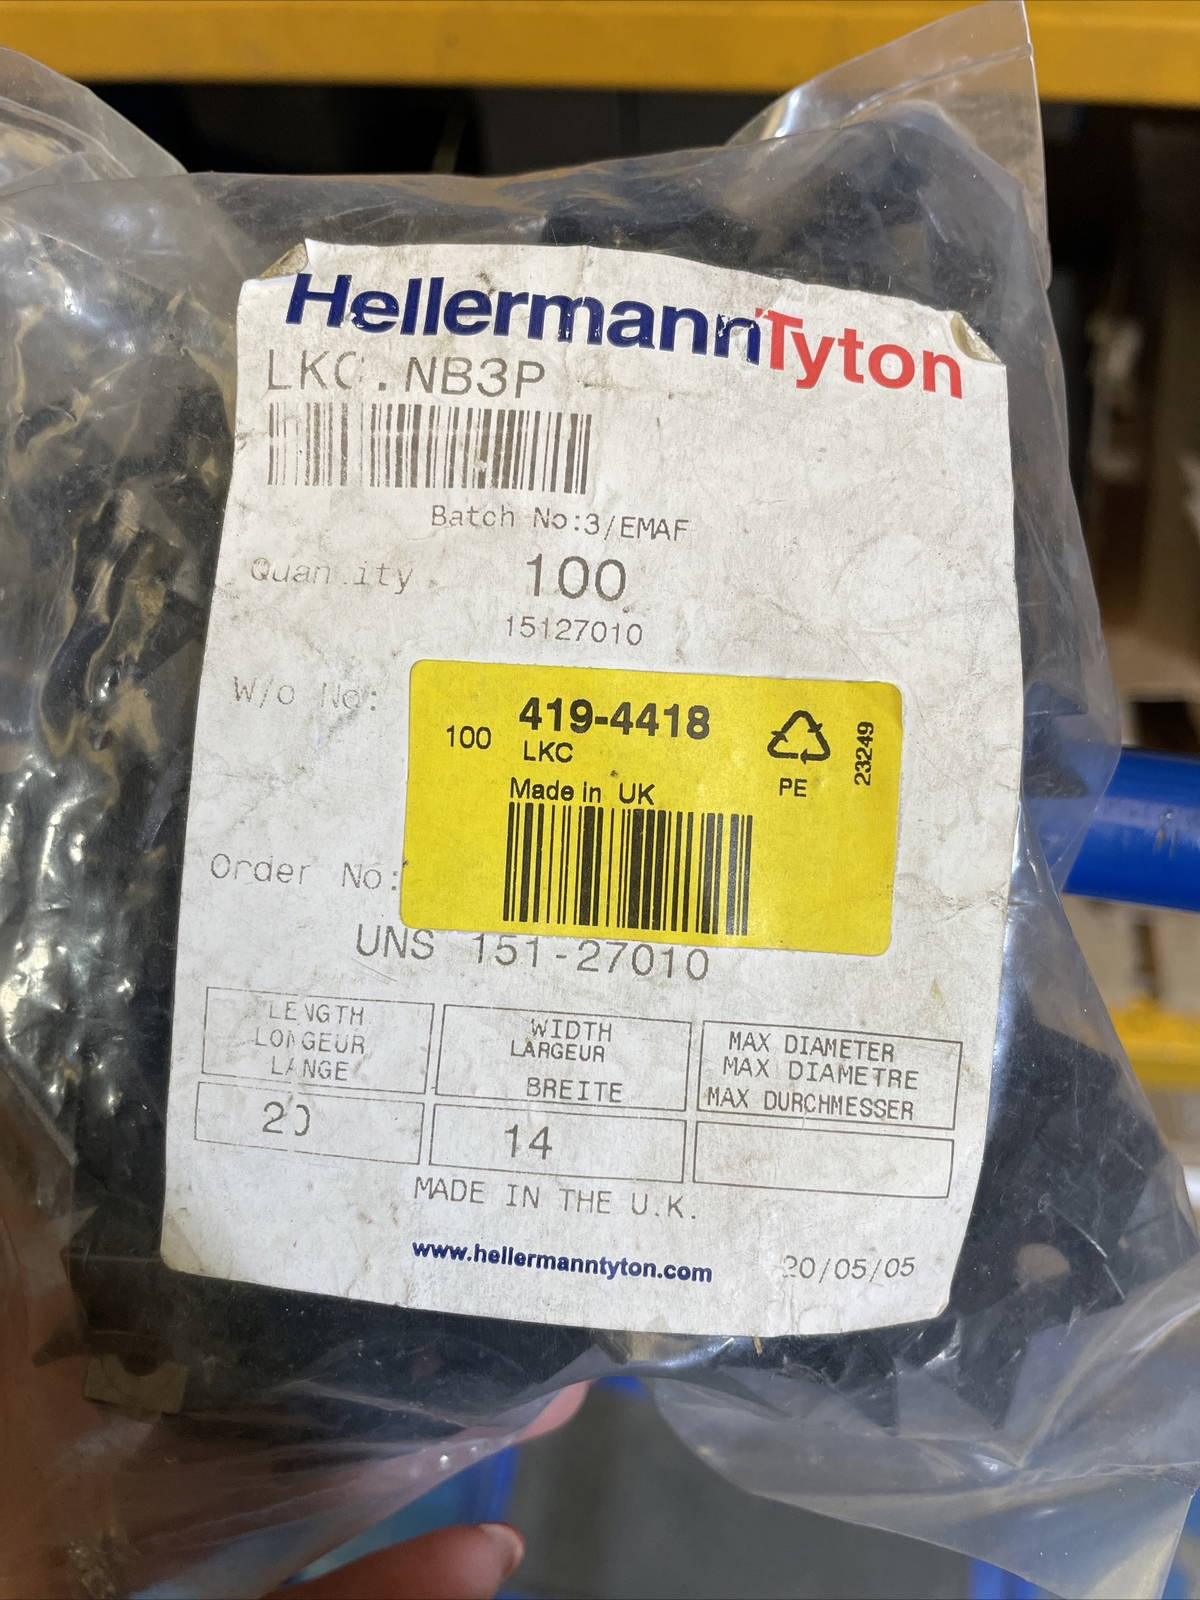 HellermannTyton
LKC.NB3P
Batch No:3/EMAF
Quantity 100
15127010
W/o No:
419-4418
100 LKC
Made in UK
PE
23249
Order No:
UNS 151-27010
LENGTH
LONGEUR
LANGE
WIDTH
LARGEUR
BREITE
MAX DIAMETER
MAX DIAMETRE
MAX DURCHMESSER
20
14
MADE IN THE U.K.
www.hellermanntyton.com
20/05/05